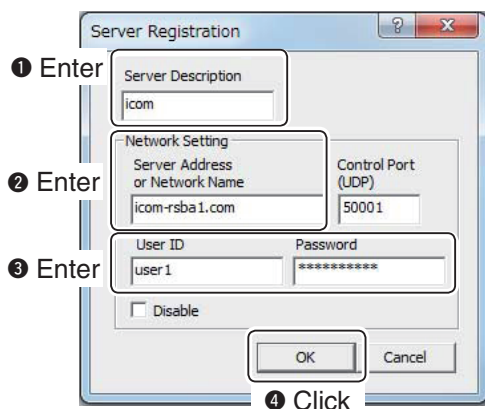 Server Registration
❶ Enter
Server Description
icom
Network Setting
❷ Enter
Server Address
or Network Name
Control Port
(UDP)
icom-rsba1.com
50001
❸ Enter
User ID
Password
user1
**********
Disable
OK
Cancel
❹ Click